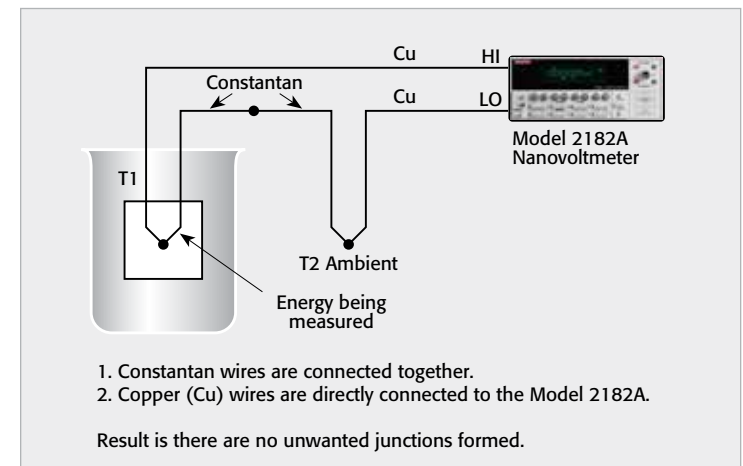 Cu
HI
Constantan
Cu
LO
Model 2182A
Nanovoltmeter
T1
T2 Ambient
Energy being
measured
1. Constantan wires are connected together.
2. Copper (Cu) wires are directly connected to the Model 2182A.
Result is there are no unwanted junctions formed.